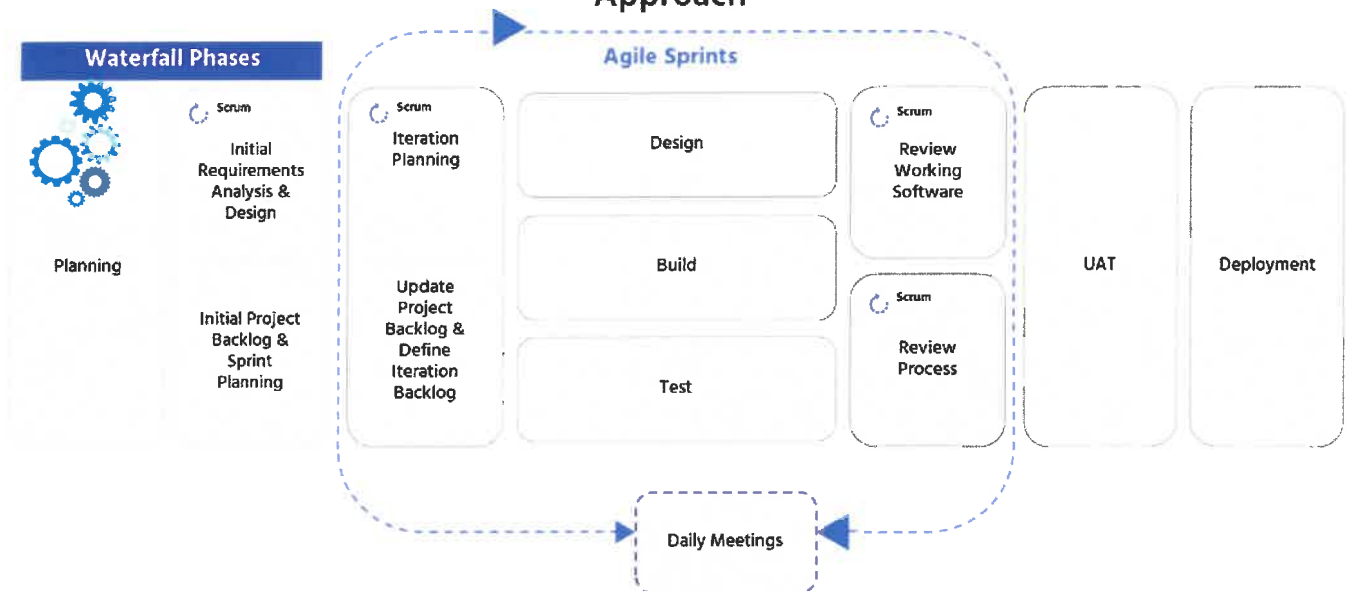 Approach
Waterfall Phases
Agile Sprints
Planning
Scrum
Initial
Requirements
Analysis &
Design
Initial Project
Backlog &
Sprint
Planning
Scrum
Iteration
Planning
Update
Project
Backlog &
Define
Iteration
Backlog
Design
Build
Test
Scrum
Review
Working
Software
Scrum
Review
Process
UAT
Deployment
Daily Meetings